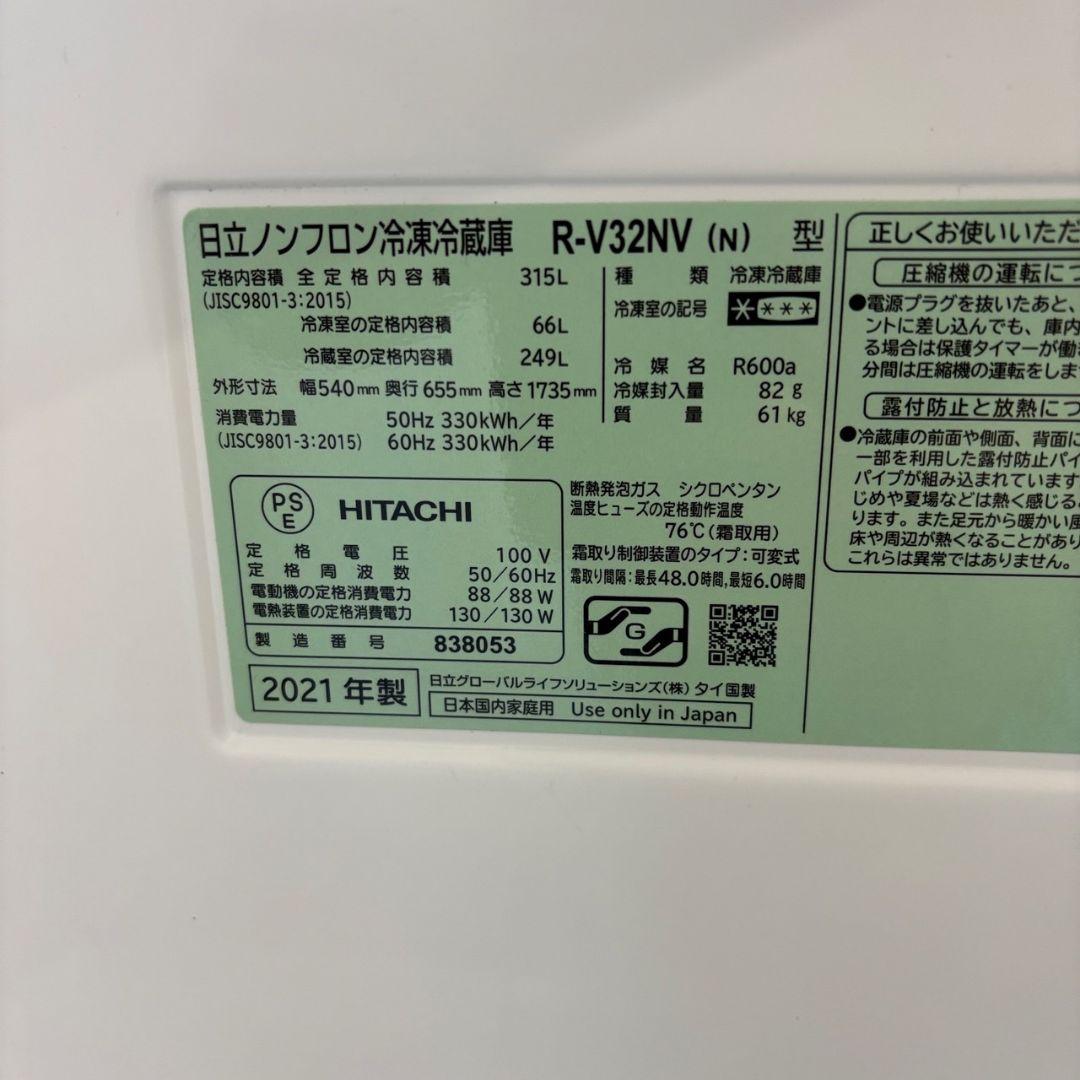 日立ノンフロン冷凍冷蔵庫 R-V32NV (N) 型
定格内容積 全定格内容積 315L
(JISC9801-3:2015)
冷凍室の定格内容積 66L
冷蔵室の定格内容積 249L
外形寸法 幅540mm 奥行655mm 高さ1735mm
消費電力量 50Hz 330kWh/年
(JISC9801-3:2015) 60Hz 330kWh/年
種類 冷凍冷蔵庫
冷凍室の記号 ****
冷媒名 R600a
冷媒封入量 82g
質量 61kg
PS
E
HITACHI
定格電圧 100V
定格周波数 50/60Hz
電動機の定格消費電力 88/88W
電熱装置の定格消費電力 130/130W
製造番号 838053
断熱発泡ガス シクロペンタン
温度ヒューズの定格動作温度
76℃(霜取用)
霜取り制御装置のタイプ:可変式
霜取り間隔:最長48.0時間,最短6.0時間
G
2021年製
日立グローバルライフソリューションズ(株) タイ国製
日本国内家庭用 Use only in Japan
正しくお使いいただ
圧縮機の運転につ
●電源プラグを抜いたあと、
ントに差し込んでも、庫内
る場合は保護タイマーが働き
分間は圧縮機の運転をしませ
露付防止と放熱につ
●冷蔵庫の前面や側面、背面に
一部を利用した露付防止パイ
パイプが組み込まれています
じめや夏場などは熱く感じる
ります。また足元から暖かい風
床や周辺が熱くなることがあり
これらは異常ではありません。